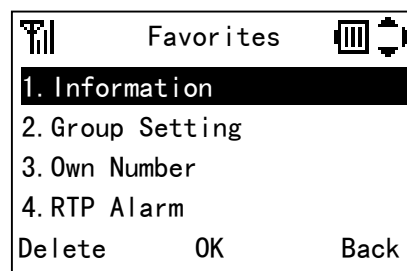 Favorites
1.Information
2.Group Setting
3.Own Number
4.RTP Alarm
Delete OK Back